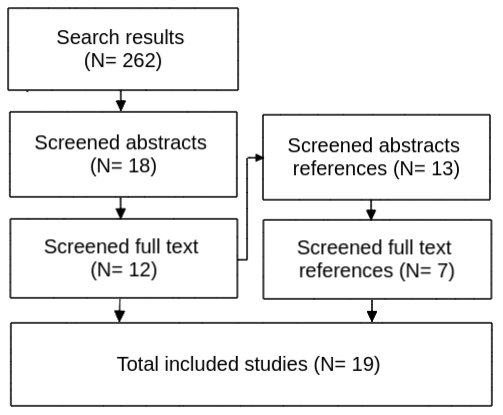 Search results
(N= 262)
Screened abstracts
(N= 18)
Screened full text
(N= 12)
Screened abstracts
references (N= 13)
Screened full text
references (N= 7)
Total included studies (N= 19)